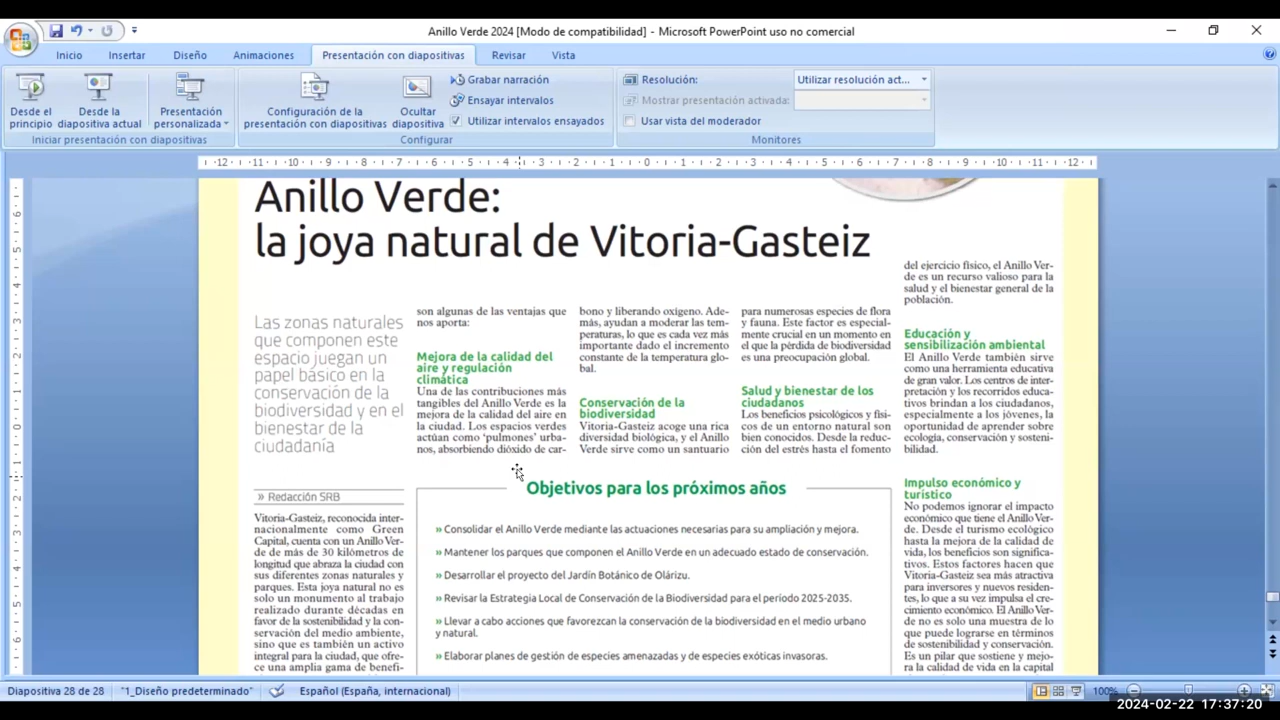 Anillo Verde 2024 [Modo de compatibilidad] - Microsoft PowerPoint uso no comercial
Inicio
Insertar
Diseño
Animaciones
Presentación con diapositivas
Revisar
Vista
Desde el principio
Desde la diapositiva actual
Presentación personalizada
Iniciar presentación con diapositivas
Configuración de la presentación con diapositivas
Ocultar diapositiva
Grabar narración
Ensayar intervalos
Utilizar intervalos ensayados
Configurar
Resolución:
Utilizar resolución act...
Mostrar presentación activada:
Usar vista del moderador
Monitores
·12·11·10·9·8·7·6·5·4·3·2·1·0·1·2·3·4·5·6·7·8·9·10·11·12·
Anillo Verde:
la joya natural de Vitoria-Gasteiz
Las zonas naturales
que componen este
espacio juegan un
papel básico en la
conservación de la
biodiversidad y en el
bienestar de la
ciudadanía
» Redacción SRB
Vitoria-Gasteiz, reconocida inter-
nacionalmente como Green
Capital, cuenta con un Anillo Ver-
de de más de 30 kilómetros de
longitud que abraza la ciudad con
sus diferentes zonas naturales y
parques. Esta joya natural no es
solo un monumento al trabajo
realizado durante décadas en
favor de la sostenibilidad y la con-
servación del medio ambiente,
sino que es también un activo
integral para la ciudad, que ofre-
ce una amplia gama de benefi-
son algunas de las ventajas que
nos aporta:
Mejora de la calidad del
aire y regulación
climática
Una de las contribuciones más
tangibles del Anillo Verde es la
mejora de la calidad del aire en
la ciudad. Los espacios verdes
actúan como ‘pulmones’ urba-
nos, absorbiendo dióxido de car-
bono y liberando oxígeno. Ade-
más, ayudan a moderar las tem-
peraturas, lo que es cada vez más
importante dado el incremento
constante de la temperatura glo-
bal.
Conservación de la
biodiversidad
Vitoria-Gasteiz acoge una rica
diversidad biológica, y el Anillo
Verde sirve como un santuario
para numerosas especies de flora
y fauna. Este factor es especial-
mente crucial en un momento en
el que la pérdida de biodiversidad
es una preocupación global.
Salud y bienestar de los
ciudadanos
Los beneficios psicológicos y físi-
cos de un entorno natural son
bien conocidos. Desde la reduc-
ción del estrés hasta el fomento
del ejercicio físico, el Anillo Ver-
de es un recurso valioso para la
salud y el bienestar general de la
población.
Educación y
sensibilización ambiental
El Anillo Verde también sirve
como una herramienta educativa
de gran valor. Los centros de inter-
pretación y los recorridos educa-
tivos brindan a los ciudadanos,
especialmente a los jóvenes, la
oportunidad de aprender sobre
ecología, conservación y sosteni-
bilidad.
Impulso económico y
turístico
No podemos ignorar el impacto
económico que tiene el Anillo Ver-
de. Desde el turismo ecológico
hasta la mejora de la calidad de
vida, los beneficios son significa-
tivos. Estos factores hacen que
Vitoria-Gasteiz sea más atractiva
para inversores y nuevos residen-
tes, lo que a su vez impulsa el cre-
cimiento económico. El Anillo Ver-
de no es solo una muestra de lo
que puede lograrse en términos
de sostenibilidad y conservación.
Es un pilar que sostiene y mejo-
ra la calidad de vida en la capital
Objetivos para los próximos años
» Consolidar el Anillo Verde mediante las actuaciones necesarias para su ampliación y mejora.
» Mantener los parques que componen el Anillo Verde en un adecuado estado de conservación.
» Desarrollar el proyecto del Jardín Botánico de Olárizu.
» Revisar la Estrategia Local de Conservación de la Biodiversidad para el período 2025-2035.
» Llevar a cabo acciones que favorezcan la conservación de la biodiversidad en el medio urbano
y natural.
» Elaborar planes de gestión de especies amenazadas y de especies exóticas invasoras.
Diapositiva 28 de 28
"1_Diseño predeterminado"
Español (España, internacional)
100%
2024-02-22 17:37:20